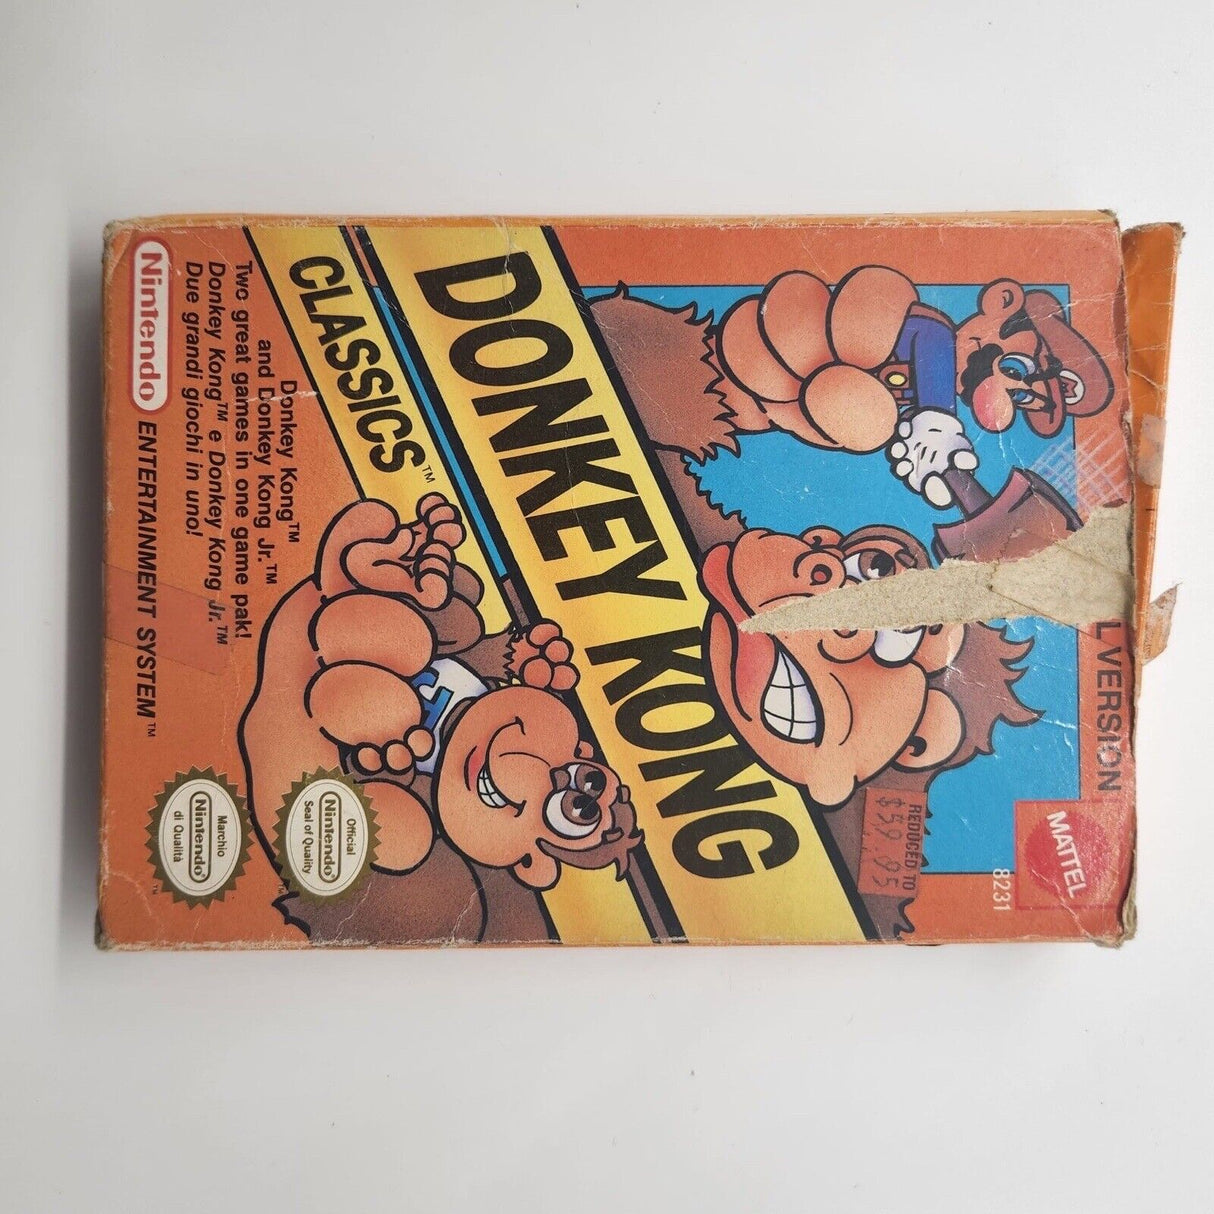 L VERSION
MATTEL
8231
REDUCED TO
$59.95
M
DONKEY KONG
CLASSICS™
Donkey Kong™
and Donkey Kong Jr.™
Two great games in one game pak!
Donkey Kong™ e Donkey Kong Jr.™
Due grandi giochi in uno!
Official
Nintendo®
Seal of Quality
Marchio
Nintendo®
di Qualità
™
Nintendo® ENTERTAINMENT SYSTEM™